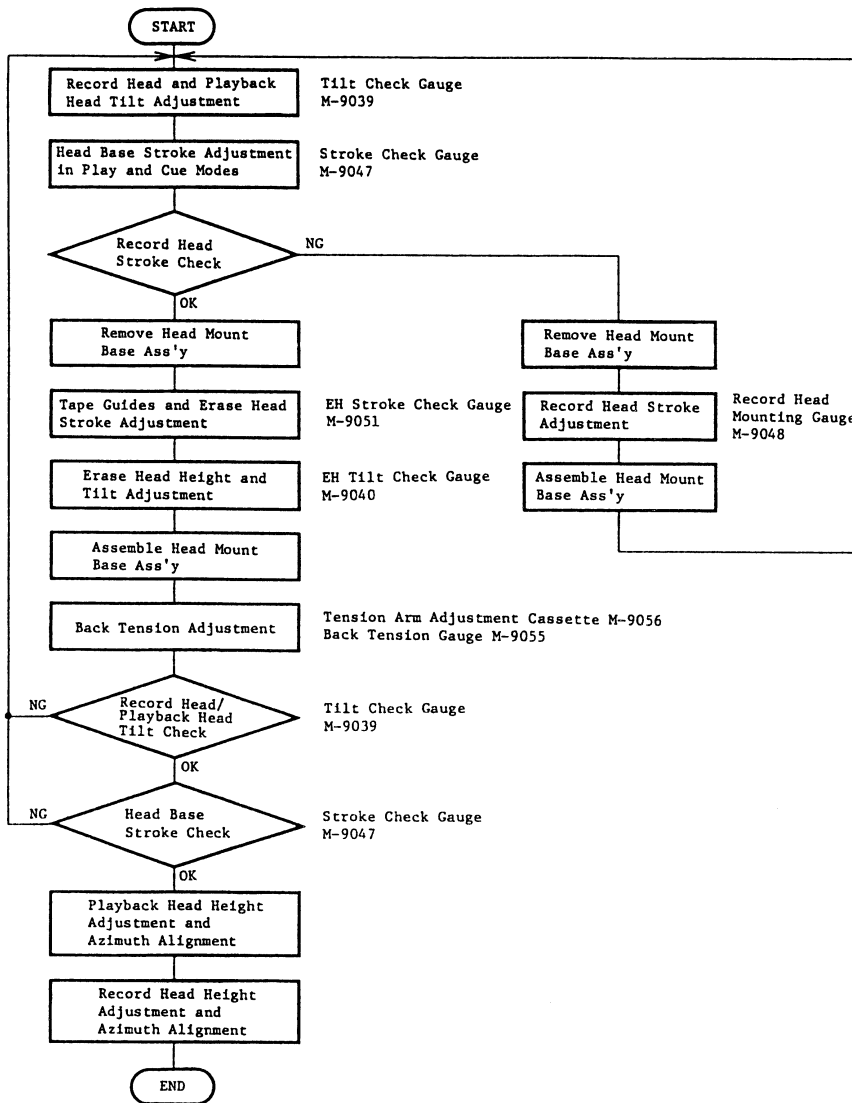 START
Record Head and Playback
Head Tilt Adjustment
Tilt Check Gauge
M-9039
Head Base Stroke Adjustment
in Play and Cue Modes
Stroke Check Gauge
M-9047
Record Head
Stroke Check
NG
OK
Remove Head Mount
Base Ass'y
Tape Guides and Erase Head
Stroke Adjustment
EH Stroke Check Gauge
M-9051
Erase Head Height and
Tilt Adjustment
EH Tilt Check Gauge
M-9040
Assemble Head Mount
Base Ass'y
Remove Head Mount
Base Ass'y
Record Head Stroke
Adjustment
Record Head
Mounting Gauge
M-9048
Assemble Head Mount
Base Ass'y
Back Tension Adjustment
Tension Arm Adjustment Cassette M-9056
Back Tension Gauge M-9055
NG
Record Head/
Playback Head
Tilt Check
Tilt Check Gauge
M-9039
OK
NG
Head Base
Stroke Check
Stroke Check Gauge
M-9047
OK
Playback Head Height
Adjustment and
Azimuth Alignment
Record Head Height
Adjustment and
Azimuth Alignment
END